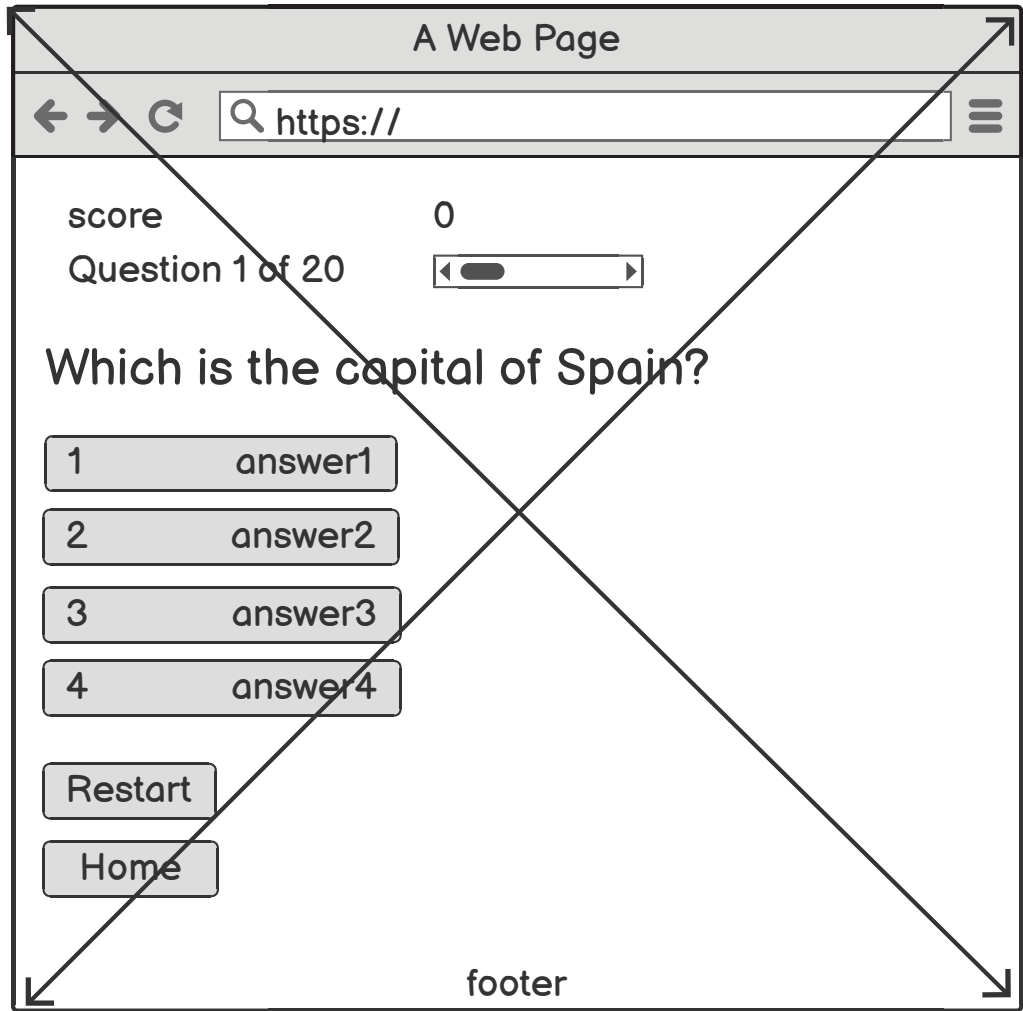 A Web Page
https://
score 0
Question 1 of 20
Which is the capital of Spain?
1 answer1
2 answer2
3 answer3
4 answer4
Restart
Home
footer